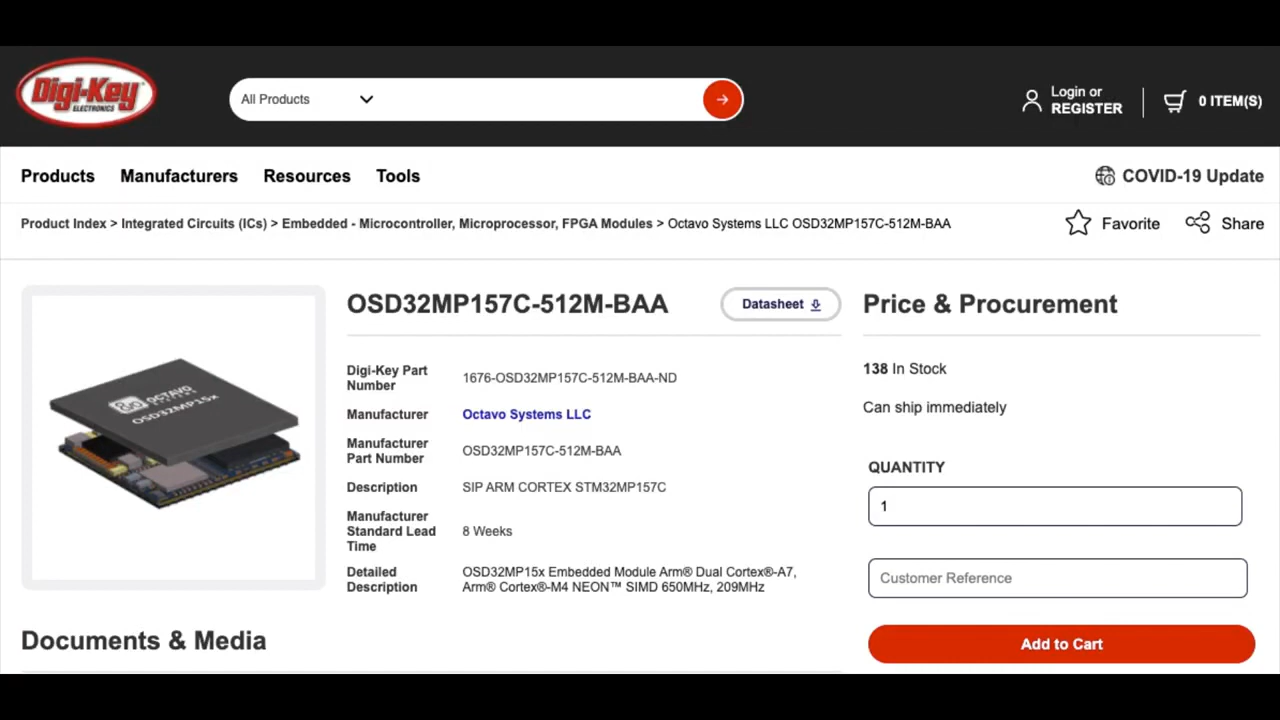 Digi-Key
ELECTRONICS
All Products
Login or
REGISTER
0 ITEM(S)
Products Manufacturers Resources Tools
COVID-19 Update
Product Index > Integrated Circuits (ICs) > Embedded - Microcontroller, Microprocessor, FPGA Modules > Octavo Systems LLC OSD32MP157C-512M-BAA
Favorite
Share
OCTAVO
SYSTEMS
OSD32MP15x
OSD32MP157C-512M-BAA
Datasheet
Digi-Key Part
Number
1676-OSD32MP157C-512M-BAA-ND
Manufacturer
Octavo Systems LLC
Manufacturer
Part Number
OSD32MP157C-512M-BAA
Description
SIP ARM CORTEX STM32MP157C
Manufacturer
Standard Lead
Time
8 Weeks
Detailed
Description
OSD32MP15x Embedded Module Arm® Dual Cortex®-A7,
Arm® Cortex®-M4 NEON™ SIMD 650MHz, 209MHz
Price & Procurement
138 In Stock
Can ship immediately
QUANTITY
1
Customer Reference
Add to Cart
Documents & Media